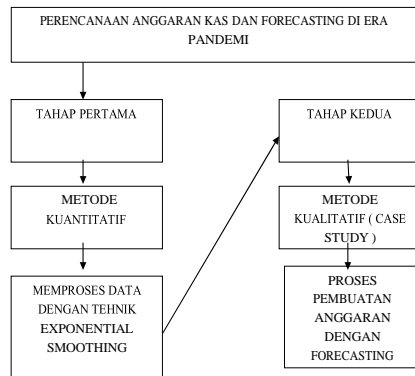 PERENCANAAN ANGGARAN KAS DAN FORECASTING DI ERA
PANDEMI
TAHAP PERTAMA
METODE
KUANTITATIF
MEMPROSES DATA
DENGAN TEHNIK
EXPONENTIAL
SMOOTHING
TAHAP KEDUA
METODE
KUALITATIF ( CASE
STUDY )
PROSES
PEMBUATAN
ANGGARAN
DENGAN
FORECASTING